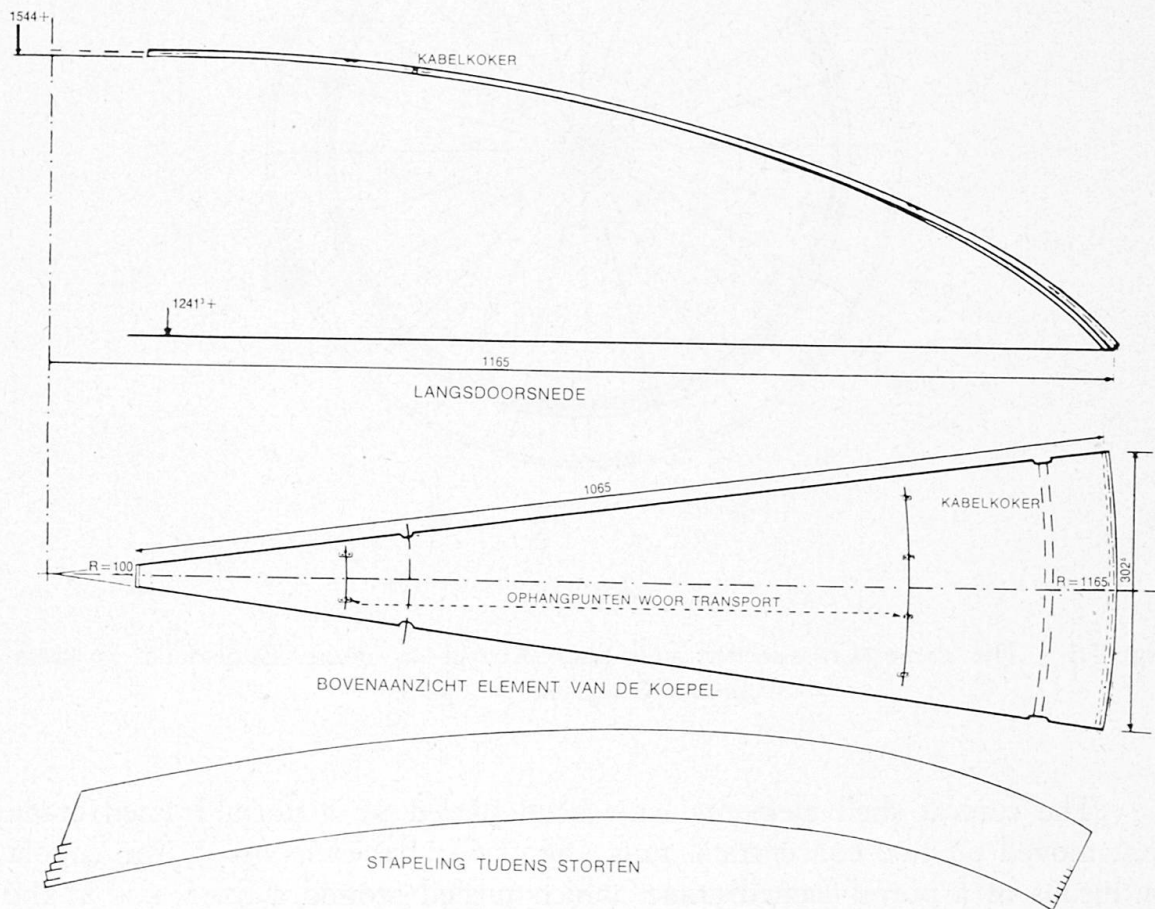 1544+
KABELKOKER
1241³+
1165
LANGSDOORSNEDE
1065
KABELKOKER
R=100
R=1165
302⁵
OPHANGPUNTEN WOOR TRANSPORT
BOVENAANZICHT ELEMENT VAN DE KOEPEL
STAPELING TUDENS STORTEN